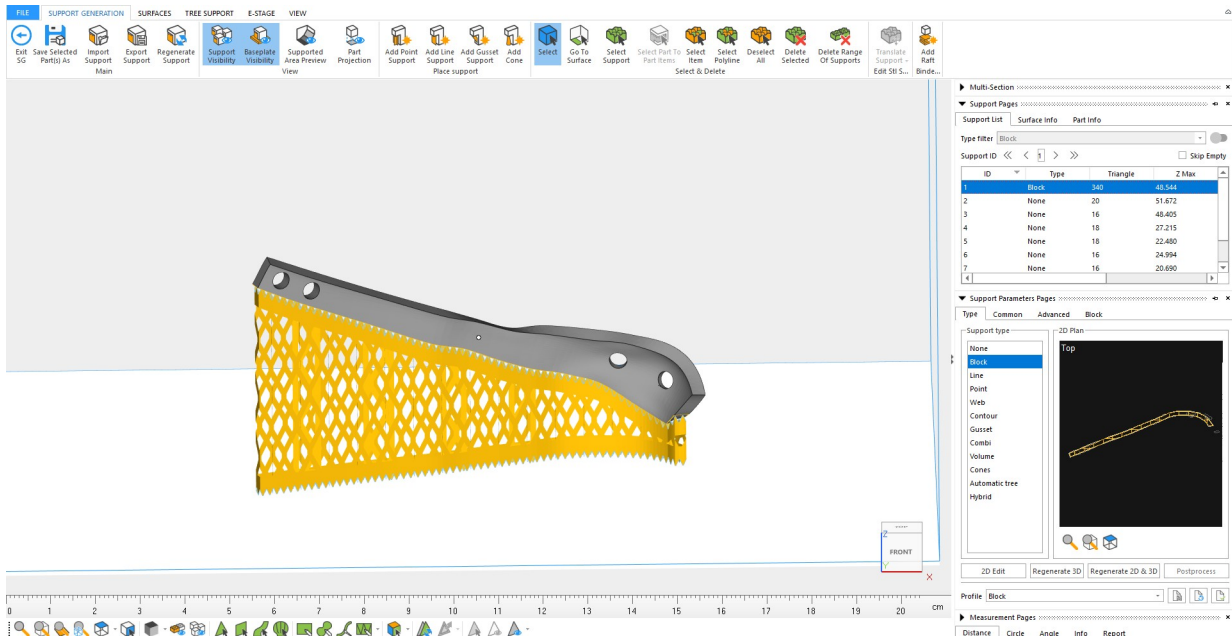 FILE SUPPORT GENERATION SURFACES TREE SUPPORT E-STAGE VIEW
Exit SG
Save Selected Part(s) As
Import Support
Export Support
Regenerate Support
Support Visibility
Baseplate Visibility
Supported Area Preview
Part Projection
Add Point Support
Add Line Support
Add Gusset Support
Add Cone
Select
Go To Surface
Select Support
Select Part To Part Items
Select Item
Select Polyline
Deselect All
Delete Selected
Delete Range Of Supports
Translate Support
Add Raft
Main View Place support Select & Delete Edit Stl S... Binde...
Multi-Section
Support Pages
Support List Surface Info Part Info
Type filter Block
Support ID 1 Skip Empty
ID Type Triangle Z Max
1 Block 340 48.544
2 None 20 51.672
3 None 16 48.405
4 None 18 27.215
5 None 18 22.480
6 None 16 24.994
7 None 16 20.690
Support Parameters Pages
Type Common Advanced Block
Support type 2D Plan
None
Block
Line
Point
Web
Contour
Gusset
Combi
Volume
Cones
Automatic tree
Hybrid
Top
2D Edit Regenerate 3D Regenerate 2D & 3D Postprocess
Profile Block
Measurement Pages
Distance Circle Angle Info Report
Z
FRONT
Y
X
0 1 2 3 4 5 6 7 8 9 10 11 12 13 14 15 16 17 18 19 20 cm